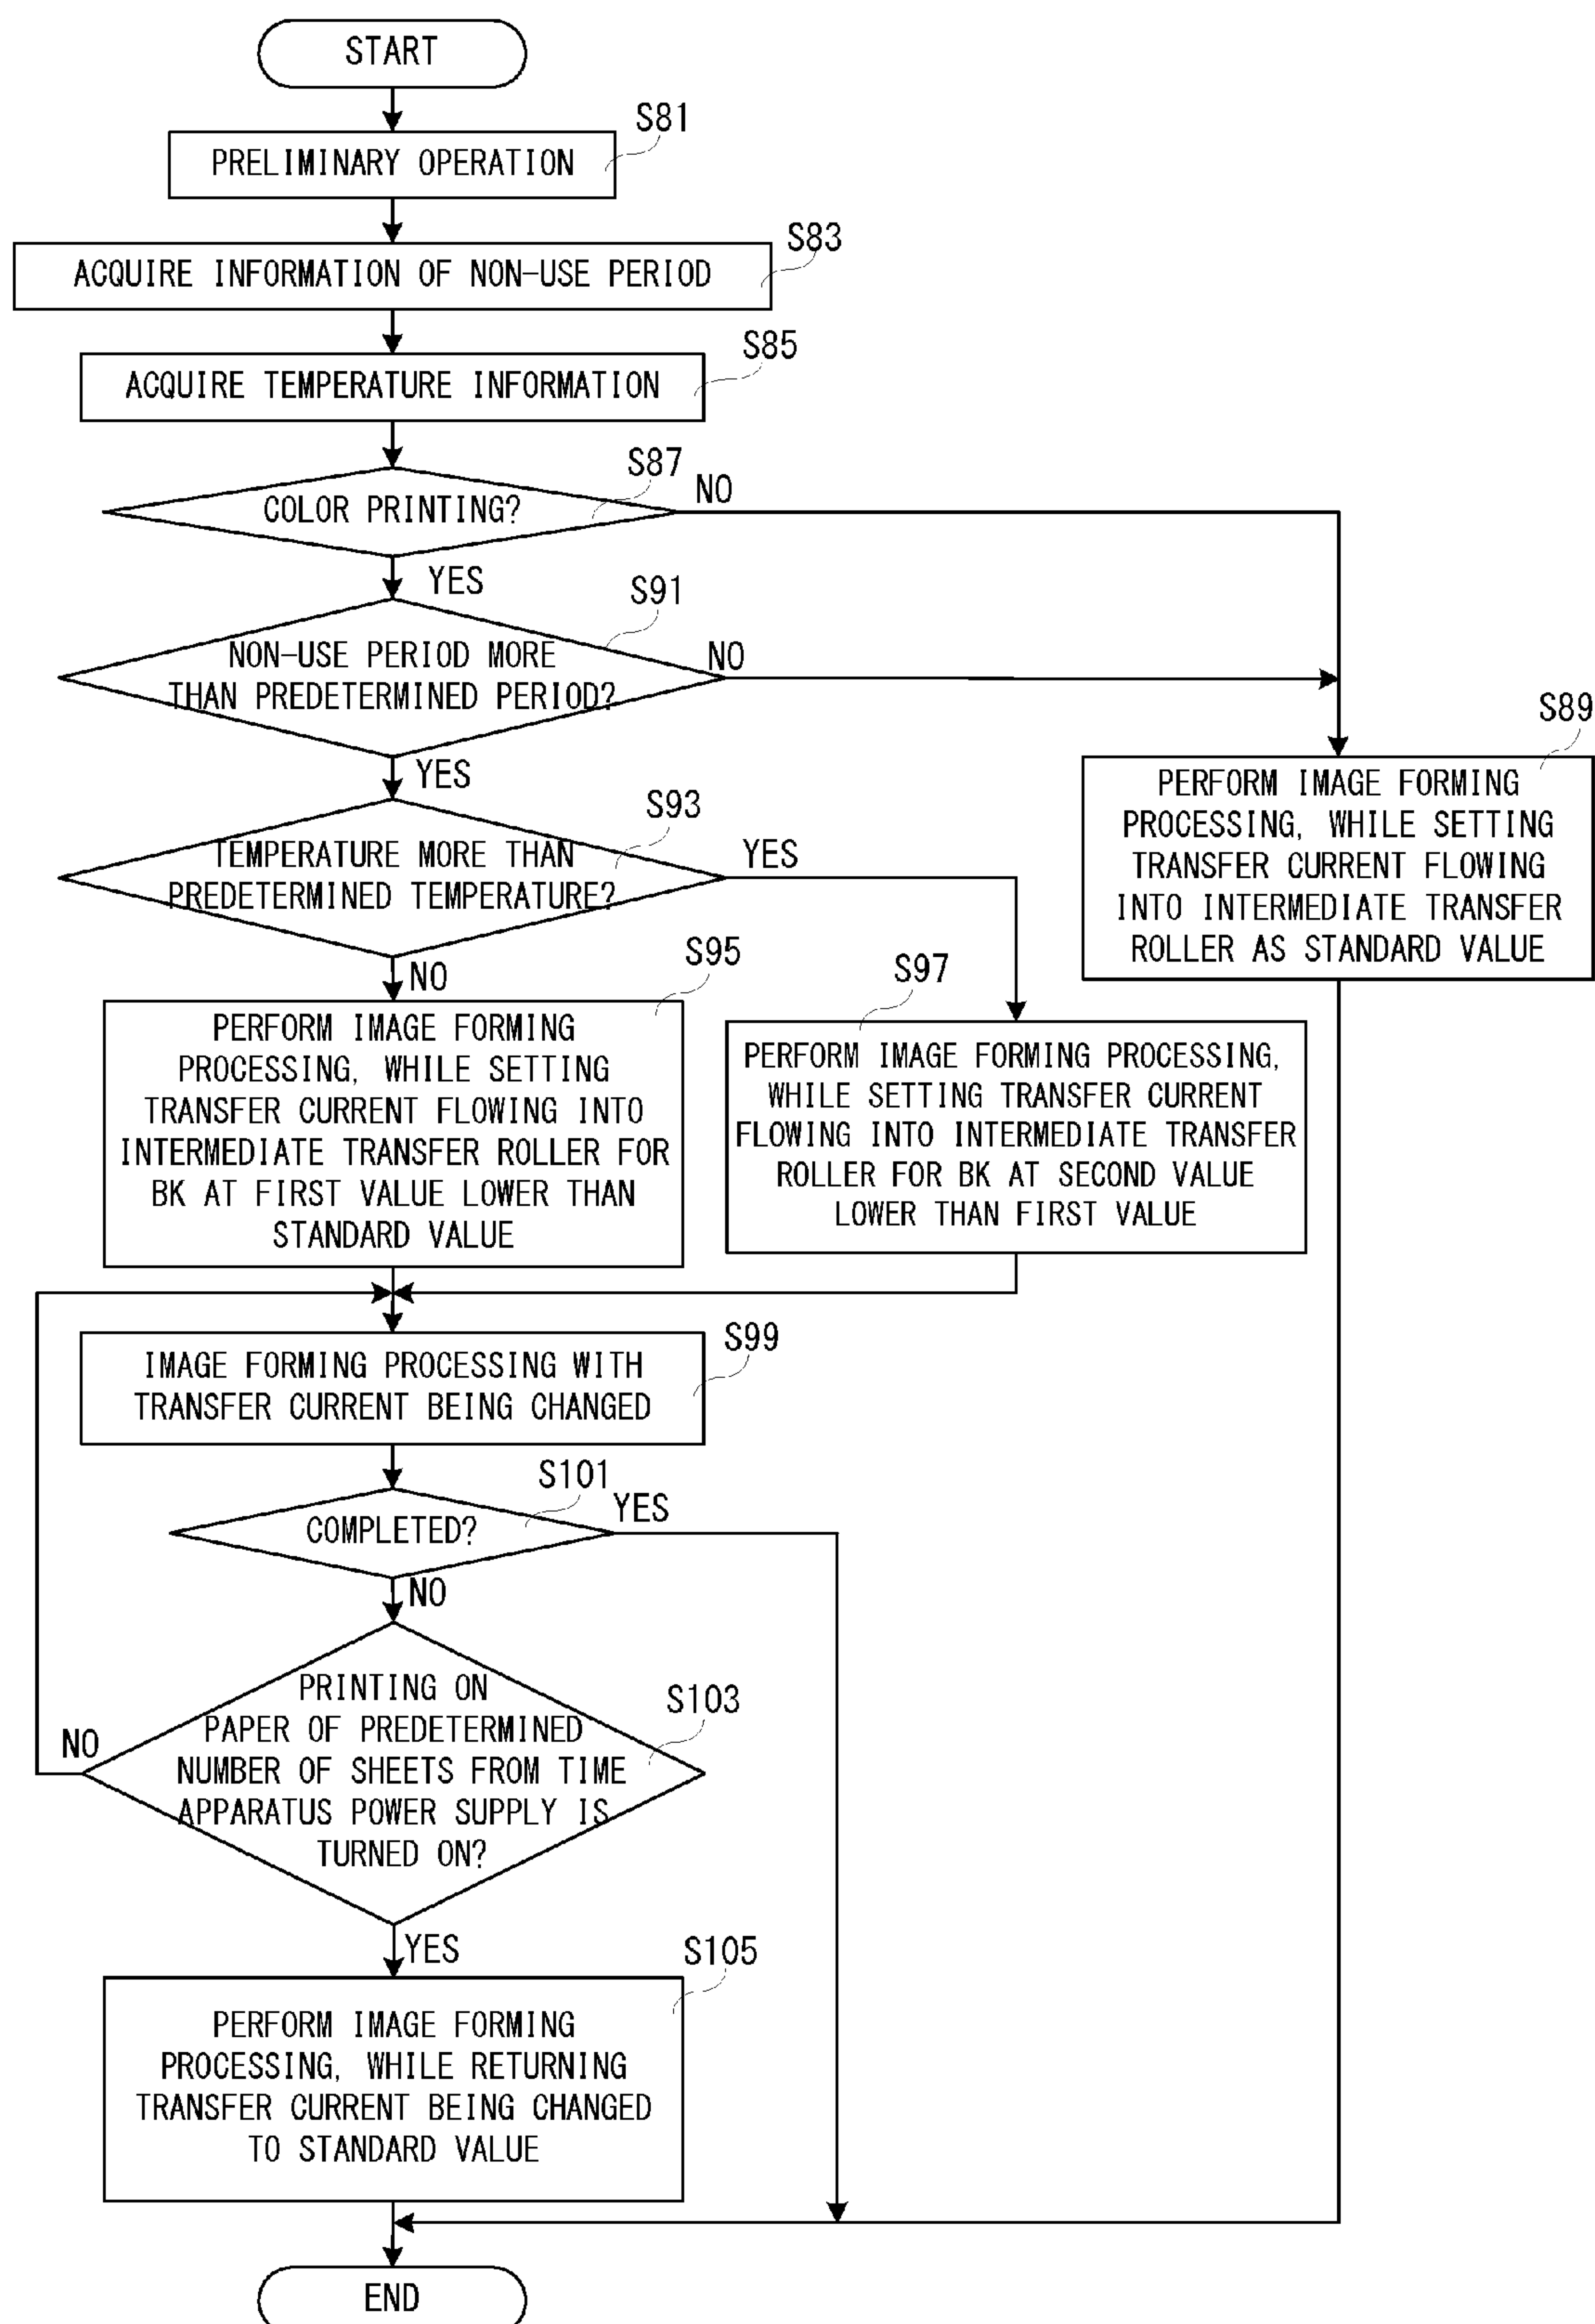 START
S81
PRELIMINARY OPERATION
S83
ACQUIRE INFORMATION OF NON-USE PERIOD
S85
ACQUIRE TEMPERATURE INFORMATION
S87
COLOR PRINTING?
NO
YES
S91
NON-USE PERIOD MORE
THAN PREDETERMINED PERIOD?
NO
YES
S89
PERFORM IMAGE FORMING
PROCESSING, WHILE SETTING
TRANSFER CURRENT FLOWING
INTO INTERMEDIATE TRANSFER
ROLLER AS STANDARD VALUE
S93
TEMPERATURE MORE THAN
PREDETERMINED TEMPERATURE?
YES
NO
S95
PERFORM IMAGE FORMING
PROCESSING, WHILE SETTING
TRANSFER CURRENT FLOWING INTO
INTERMEDIATE TRANSFER ROLLER FOR
BK AT FIRST VALUE LOWER THAN
STANDARD VALUE
S97
PERFORM IMAGE FORMING PROCESSING,
WHILE SETTING TRANSFER CURRENT
FLOWING INTO INTERMEDIATE TRANSFER
ROLLER FOR BK AT SECOND VALUE
LOWER THAN FIRST VALUE
S99
IMAGE FORMING PROCESSING WITH
TRANSFER CURRENT BEING CHANGED
S101
COMPLETED?
YES
NO
S103
PRINTING ON
PAPER OF PREDETERMINED
NUMBER OF SHEETS FROM TIME
APPARATUS POWER SUPPLY IS
TURNED ON?
NO
YES
S105
PERFORM IMAGE FORMING
PROCESSING, WHILE RETURNING
TRANSFER CURRENT BEING CHANGED
TO STANDARD VALUE
END